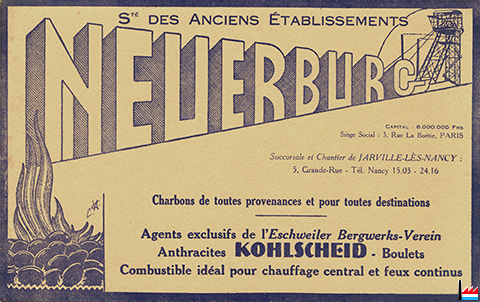 Sté DES ANCIENS ÉTABLISSEMENTS
NEUERBURG
CAPITAL - 8.000.000 FRS
Siège Social : 3, Rue La Boëtie, PARIS
Succursale et Chantier de JARVILLE-LÈS-NANCY :
5, Grande-Rue - Tél. Nancy 15.03 - 24.16
Charbons de toutes provenances et pour toutes destinations
Agents exclusifs de l'Eschweiler Bergwerks-Verein
Anthracites KOHLSCHEID - Boulets
Combustible idéal pour chauffage central et feux continus